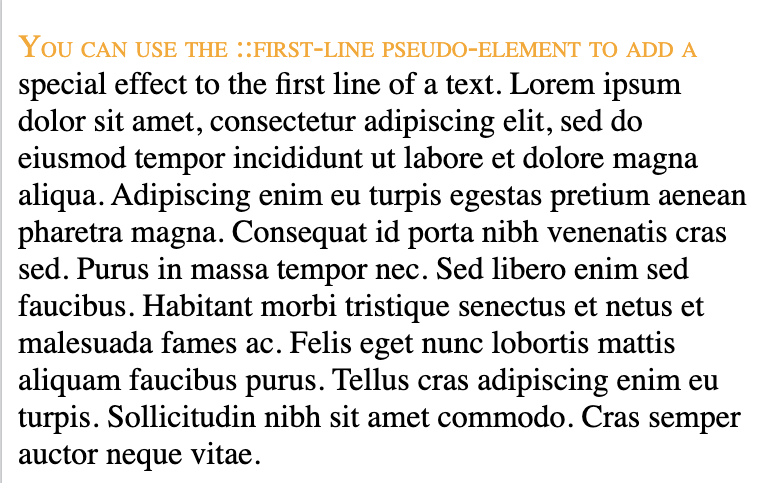 You can use the ::first-line pseudo-element to add a
special effect to the first line of a text. Lorem ipsum
dolor sit amet, consectetur adipiscing elit, sed do
eiusmod tempor incididunt ut labore et dolore magna
aliqua. Adipiscing enim eu turpis egestas pretium aenean
pharetra magna. Consequat id porta nibh venenatis cras
sed. Purus in massa tempor nec. Sed libero enim sed
faucibus. Habitant morbi tristique senectus et netus et
malesuada fames ac. Felis eget nunc lobortis mattis
aliquam faucibus purus. Tellus cras adipiscing enim eu
turpis. Sollicitudin nibh sit amet commodo. Cras semper
auctor neque vitae.